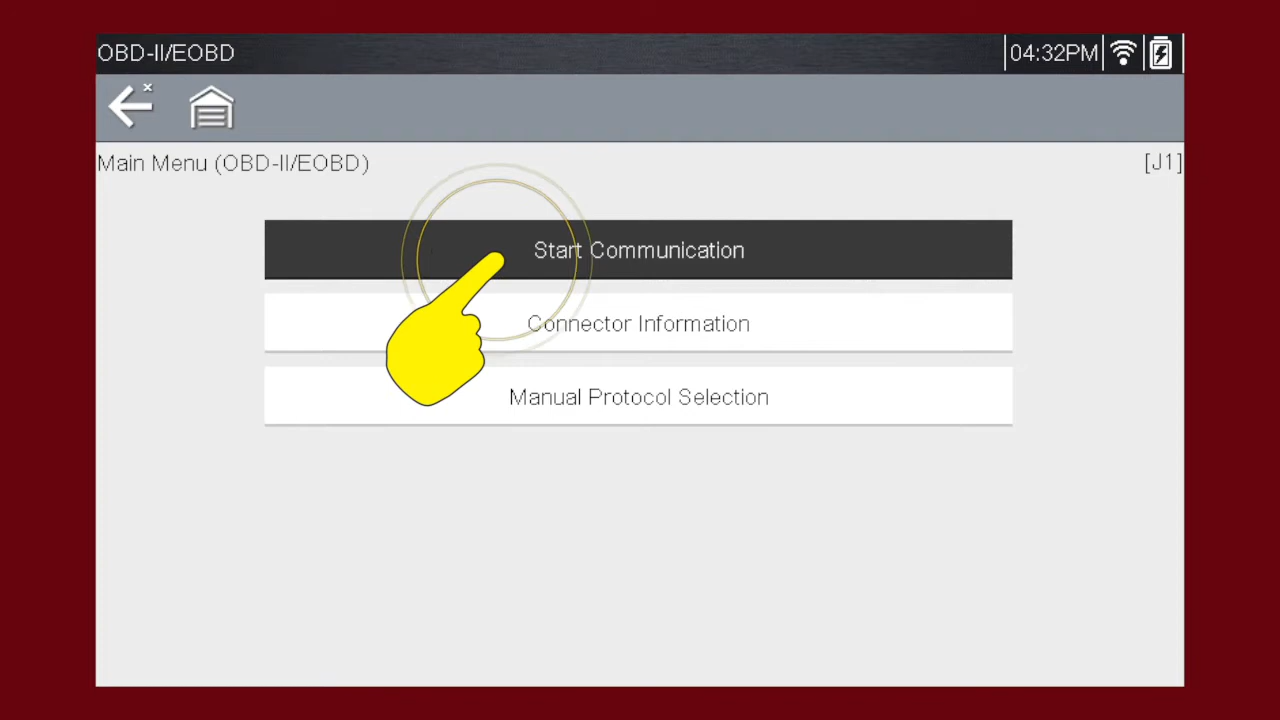 OBD-II/EOBD
04:32PM
Main Menu (OBD-II/EOBD)
[J1]
Start Communication
Connector Information
Manual Protocol Selection